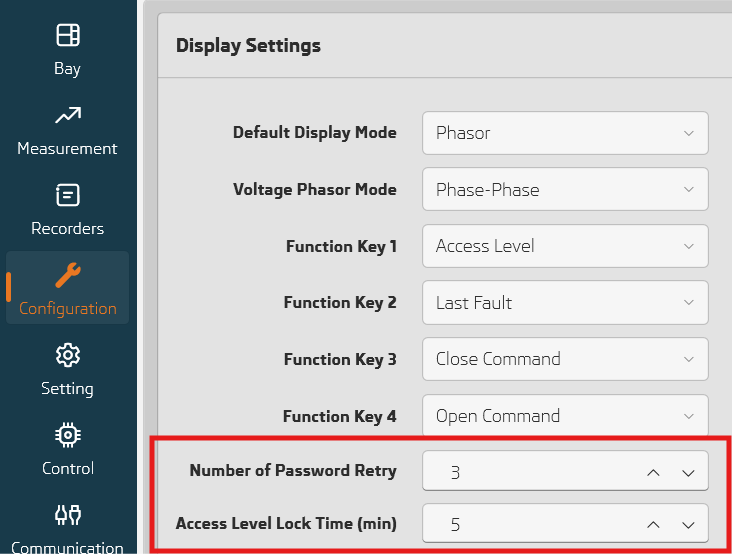 Bay
Measurement
Recorders
Configuration
Setting
Control
Communication
Display Settings
Default Display Mode Phasor
Voltage Phasor Mode Phase-Phase
Function Key 1 Access Level
Function Key 2 Last Fault
Function Key 3 Close Command
Function Key 4 Open Command
Number of Password Retry 3
Access Level Lock Time (min) 5